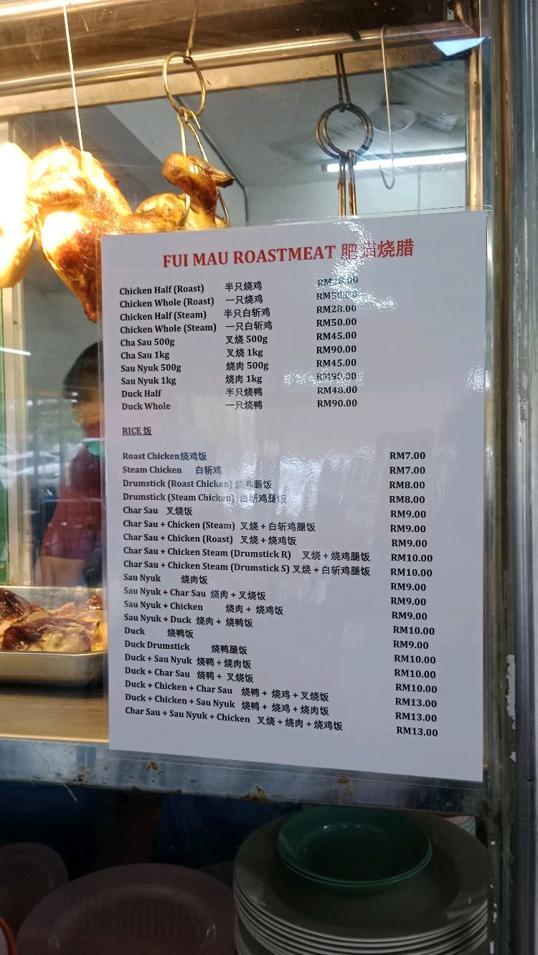 FUI MAU ROASTMEAT 肥猫烧腊
Chicken Half (Roast) 半只烧鸡 RM28.00
Chicken Whole (Roast) 一只烧鸡 RM50.00
Chicken Half (Steam) 半只白斩鸡 RM28.00
Chicken Whole (Steam) 一只白斩鸡 RM50.00
Cha Sau 500g 叉烧 500g RM45.00
Cha Sau 1kg 叉烧 1kg RM90.00
Sau Nyuk 500g 烧肉 500g RM45.00
Sau Nyuk 1kg 烧肉 1kg RM90.00
Duck Half 半只烧鸭 RM48.00
Duck Whole 一只烧鸭 RM90.00
RICE 饭
Roast Chicken烧鸡饭 RM7.00
Steam Chicken 白斩鸡 RM7.00
Drumstick (Roast Chicken) 烧鸡腿饭 RM8.00
Drumstick (Steam Chicken) 白斩鸡腿饭 RM8.00
Char Sau 叉烧饭 RM9.00
Char Sau + Chicken (Steam) 叉烧 + 白斩鸡腿饭 RM9.00
Char Sau + Chicken (Roast) 叉烧 + 烧鸡饭 RM9.00
Char Sau + Chicken Steam (Drumstick R) 叉烧 + 烧鸡腿饭 RM10.00
Char Sau + Chicken Steam (Drumstick S) 叉烧 + 白斩鸡腿饭 RM10.00
Sau Nyuk 烧肉饭 RM9.00
Sau Nyuk + Char Sau 烧肉 + 叉烧饭 RM9.00
Sau Nyuk + Chicken 烧肉 + 烧鸡饭 RM9.00
Sau Nyuk + Duck 烧肉 + 烧鸭饭 RM10.00
Duck 烧鸭饭 RM9.00
Duck Drumstick 烧鸭腿饭 RM10.00
Duck + Sau Nyuk 烧鸭 + 烧肉饭 RM10.00
Duck + Char Sau 烧鸭 + 叉烧饭 RM10.00
Duck + Chicken + Char Sau 烧鸭 + 烧鸡 + 叉烧饭 RM13.00
Duck + Chicken + Sau Nyuk 烧鸭 + 烧鸡 + 烧肉饭 RM13.00
Char Sau + Sau Nyuk + Chicken 叉烧 + 烧肉 + 烧鸡饭 RM13.00